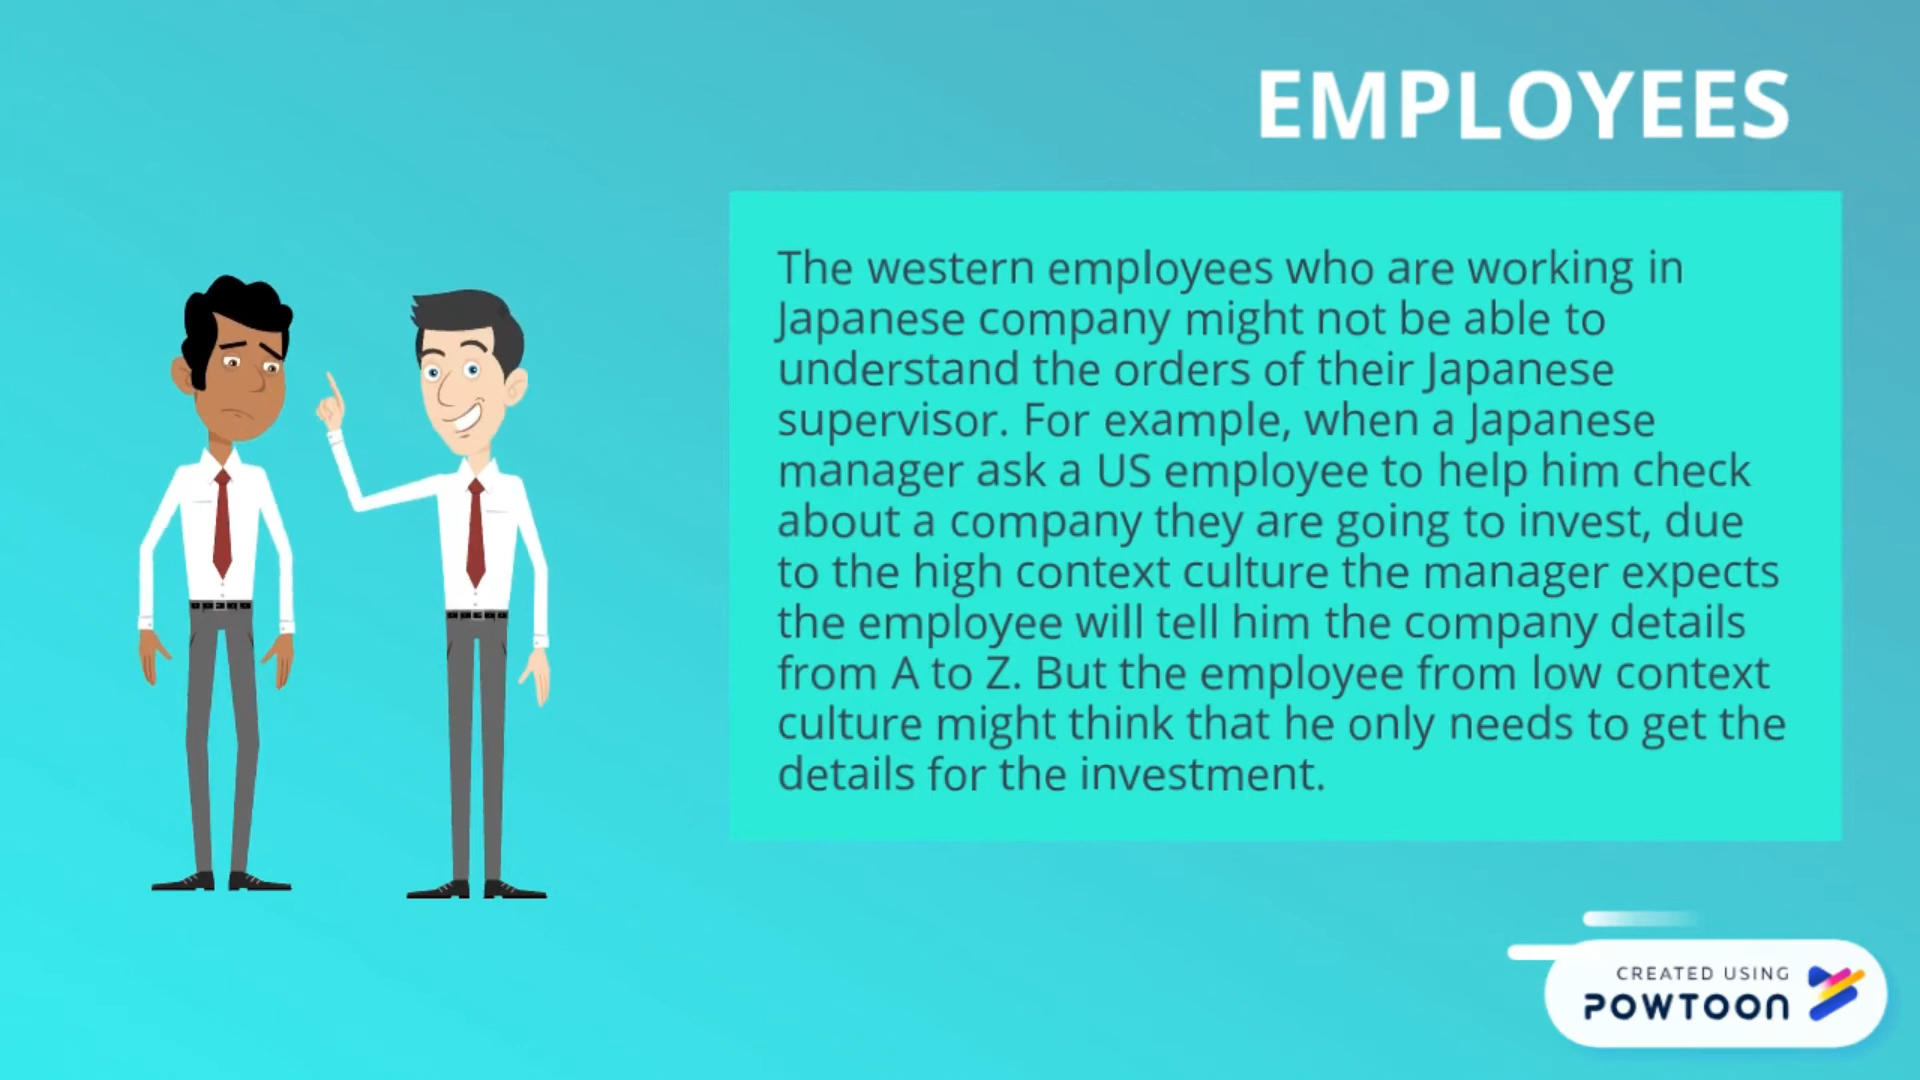 EMPLOYEES
The western employees who are working in
Japanese company might not be able to
understand the orders of their Japanese
supervisor. For example, when a Japanese
manager ask a US employee to help him check
about a company they are going to invest, due
to the high context culture the manager expects
the employee will tell him the company details
from A to Z. But the employee from low context
culture might think that he only needs to get the
details for the investment.
CREATED USING
POWTOON